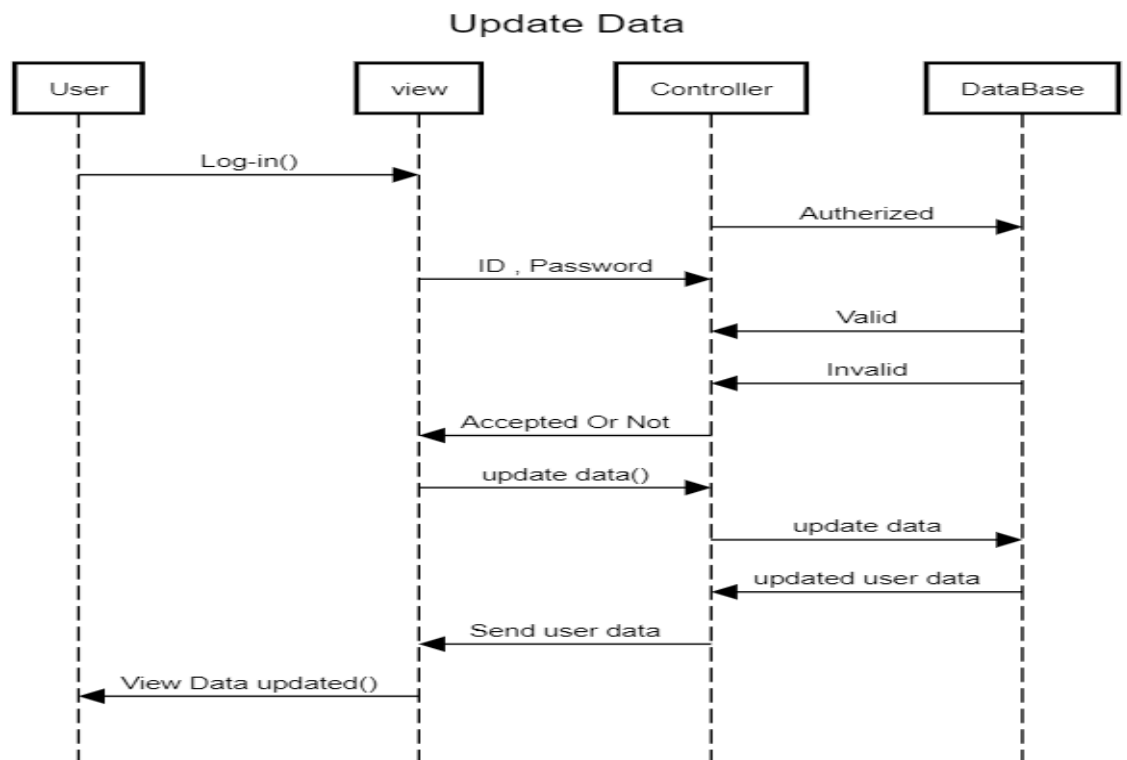 Update Data
User
view
Controller
DataBase
Log-in()
Autherized
ID , Password
Valid
Invalid
Accepted Or Not
update data()
update data
updated user data
Send user data
View Data updated()